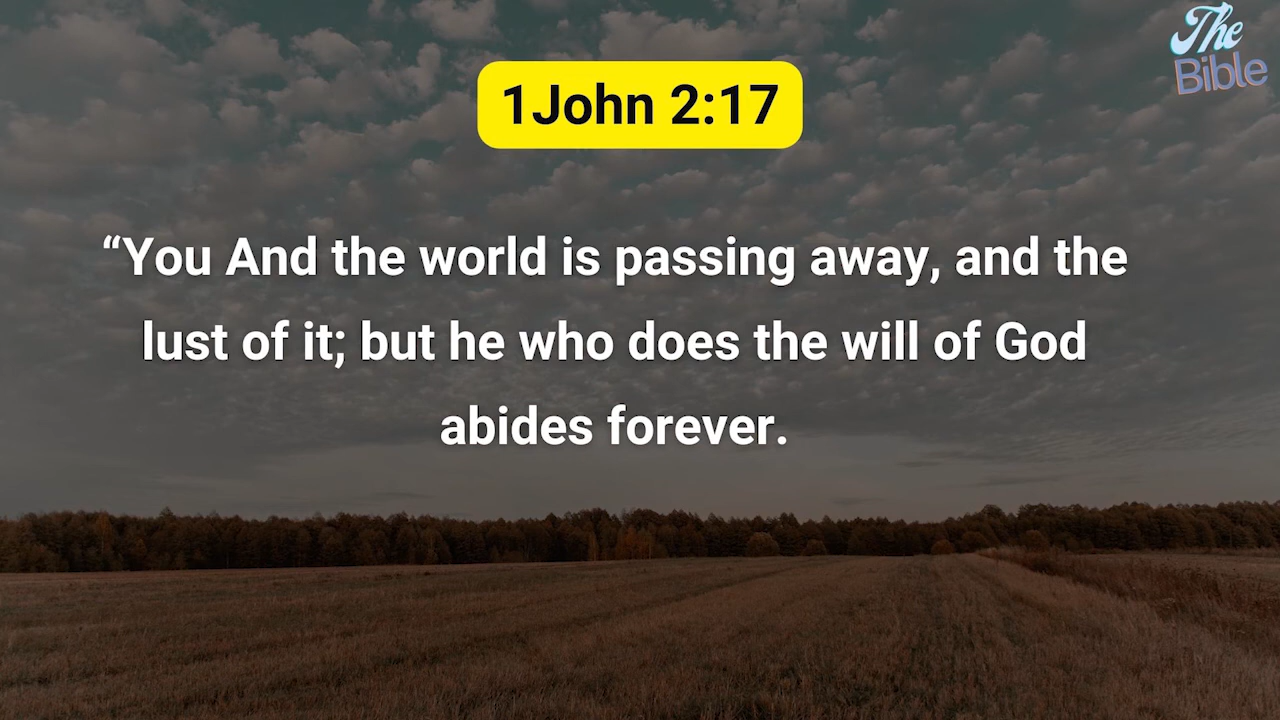 The
Bible
1John 2:17
“You And the world is passing away, and the
lust of it; but he who does the will of God
abides forever.